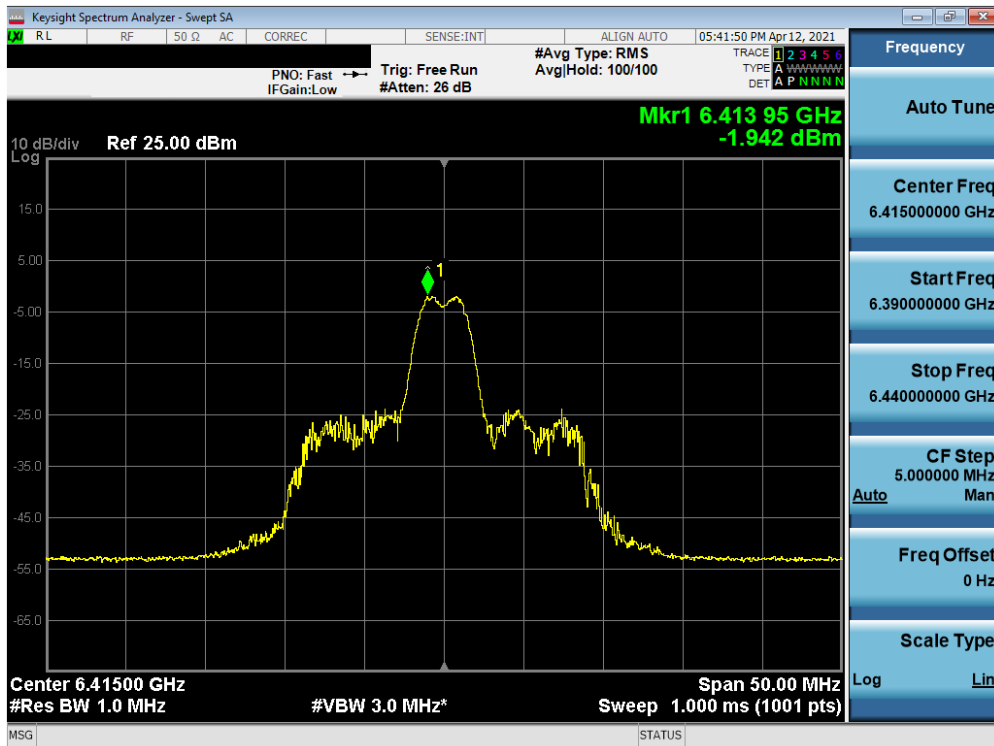 Keysight Spectrum Analyzer - Swept SA
LXI RL RF 50 Ω AC CORREC SENSE:INT ALIGN AUTO 05:41:50 PM Apr 12, 2021
PNO: Fast Trig: Free Run #Avg Type: RMS TRACE 1 2 3 4 5 6
IFGain:Low #Atten: 26 dB Avg|Hold: 100/100 TYPE A WWWWW
DET A P N N N N
Mkr1 6.413 95 GHz
-1.942 dBm
10 dB/div Ref 25.00 dBm
Log
15.0
5.00
1
-5.00
-15.0
-25.0
-35.0
-45.0
-55.0
-65.0
Center 6.41500 GHz Span 50.00 MHz
#Res BW 1.0 MHz #VBW 3.0 MHz* Sweep 1.000 ms (1001 pts)
MSG STATUS
Frequency
Auto Tune
Center Freq
6.415000000 GHz
Start Freq
6.390000000 GHz
Stop Freq
6.440000000 GHz
CF Step
5.000000 MHz
Auto Man
Freq Offset
0 Hz
Scale Type
Log Lin